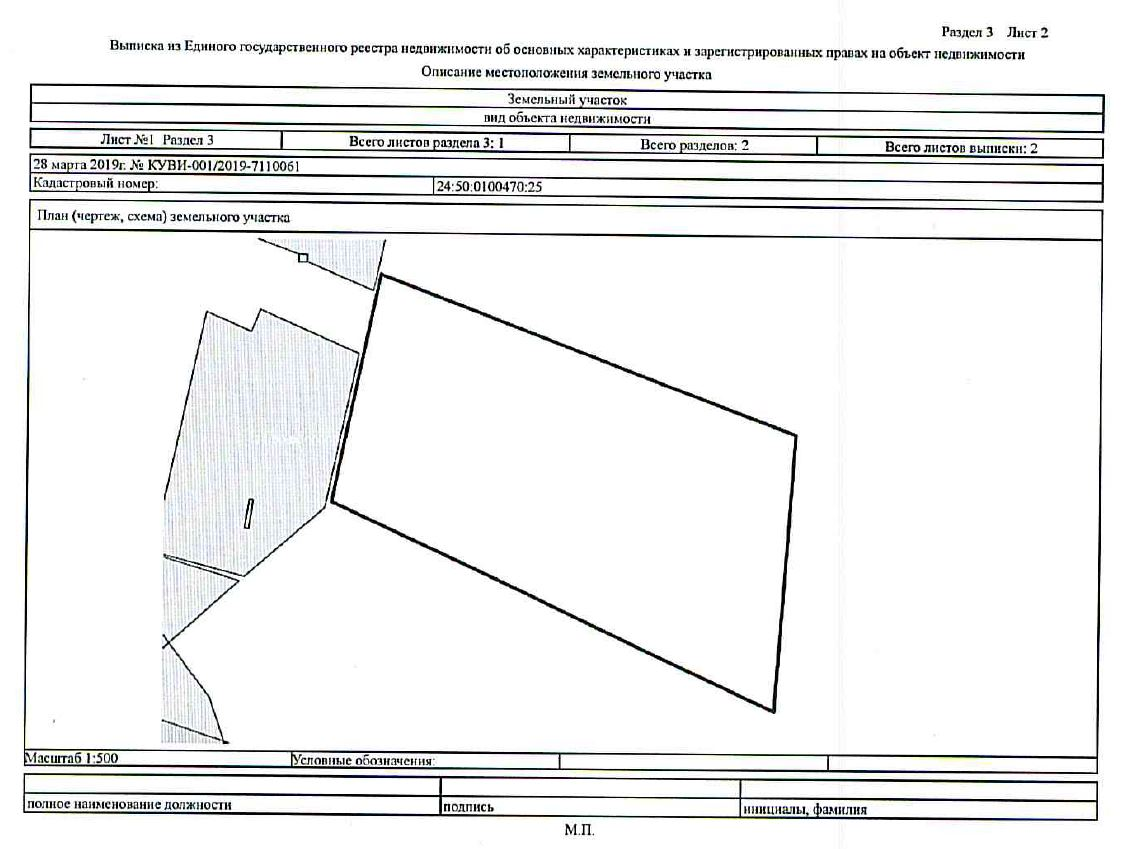 Раздел 3 Лист 2
Выписка из Единого государственного реестра недвижимости об основных характеристиках и зарегистрированных правах на объект недвижимости
Описание местоположения земельного участка
Земельный участок
вид объекта недвижимости
Лист №1 Раздел 3 Всего листов раздела 3: 1 Всего разделов: 2 Всего листов выписки: 2
28 марта 2019г. № КУВИ-001/2019-7110061
Кадастровый номер: 24:50:0100470:25
План (чертеж, схема) земельного участка
Масштаб 1:500 Условные обозначения:
полное наименование должности подпись инициалы, фамилия
М.П.